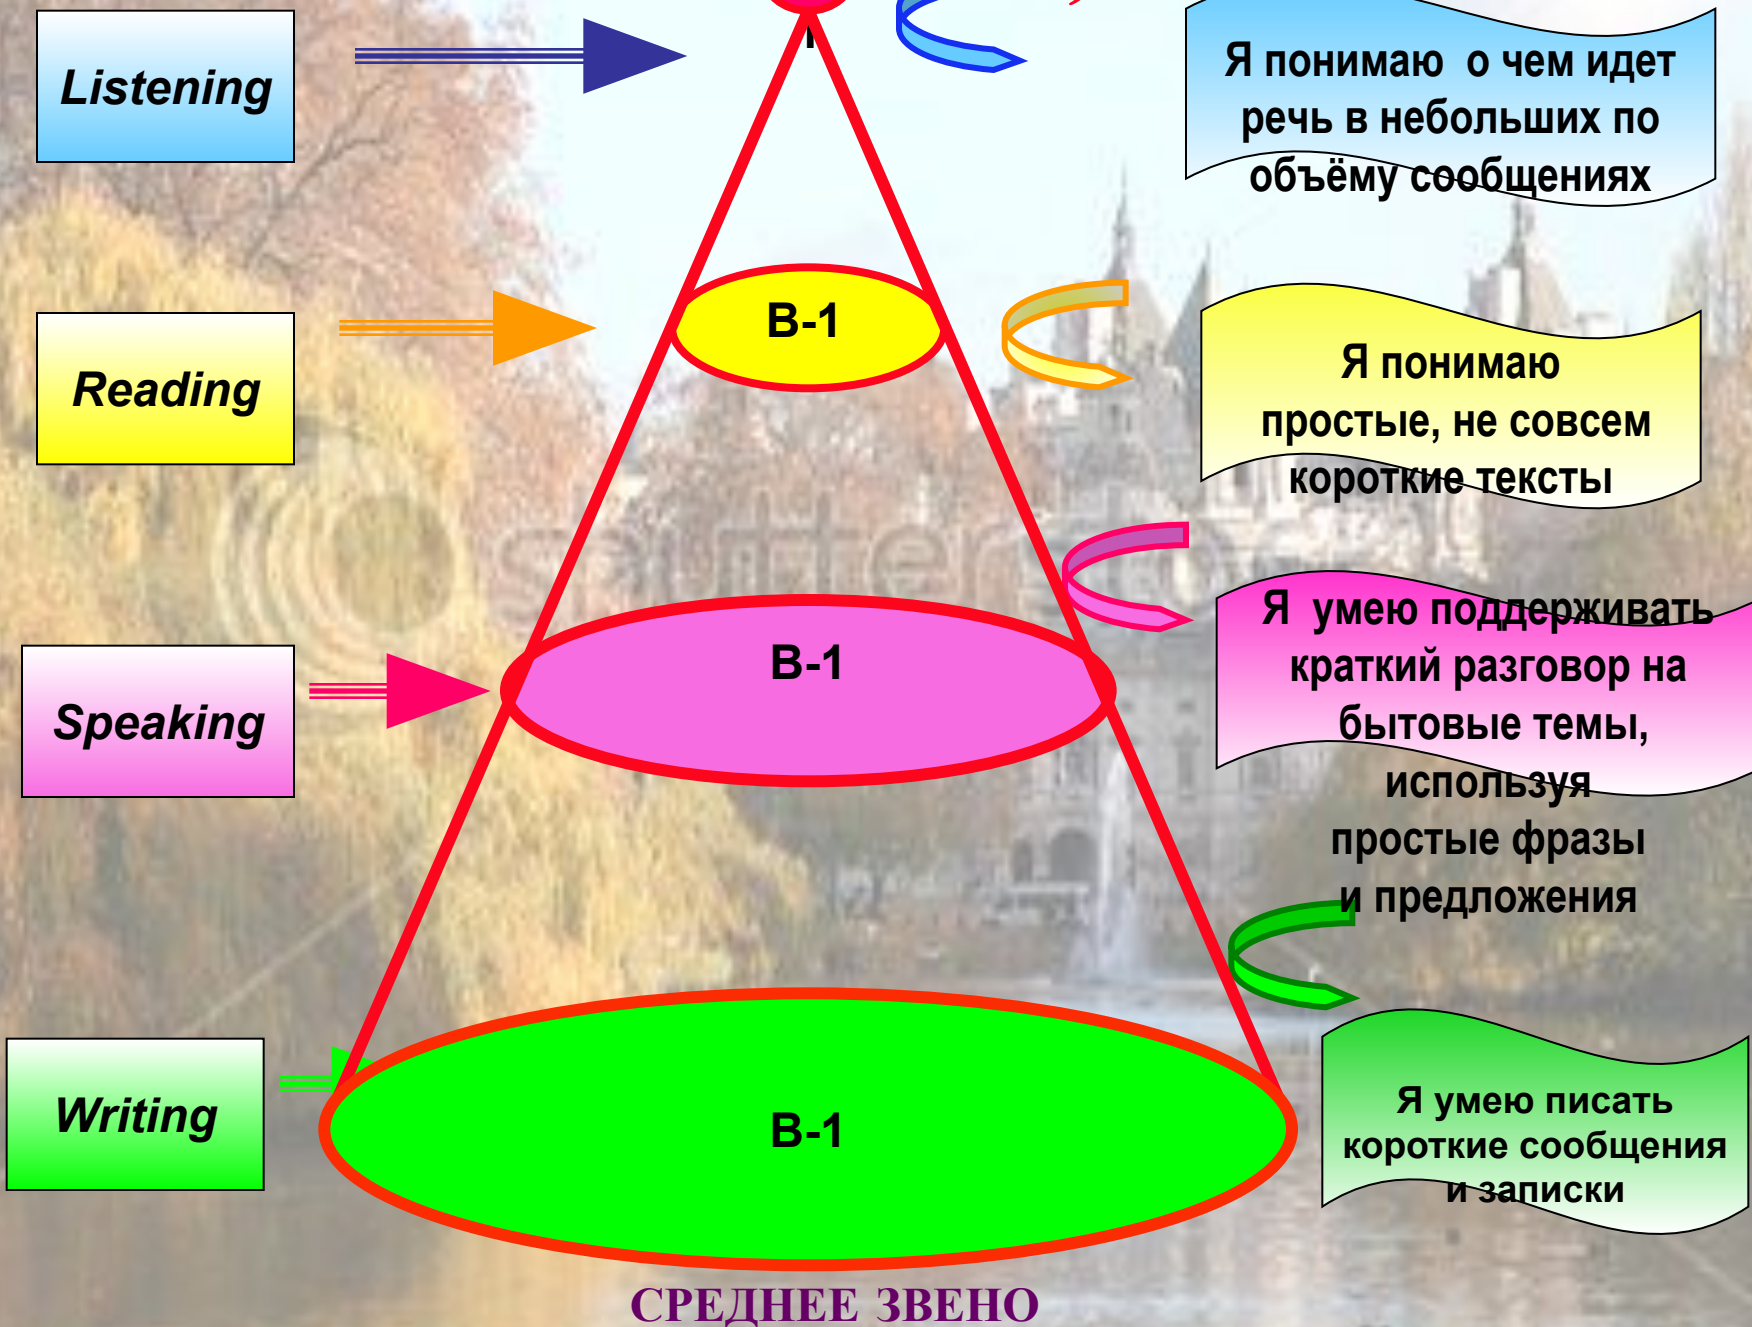 Listening
Я понимаю о чем идет
речь в небольших по
объёму сообщениях
Reading
B-1
Я понимаю
простые, не совсем
короткие тексты
Speaking
B-1
Я умею поддерживать
краткий разговор на
бытовые темы,
используя
простые фразы
и предложения
Writing
B-1
Я умею писать
короткие сообщения
и записки
СРЕДНЕЕ ЗВЕНО